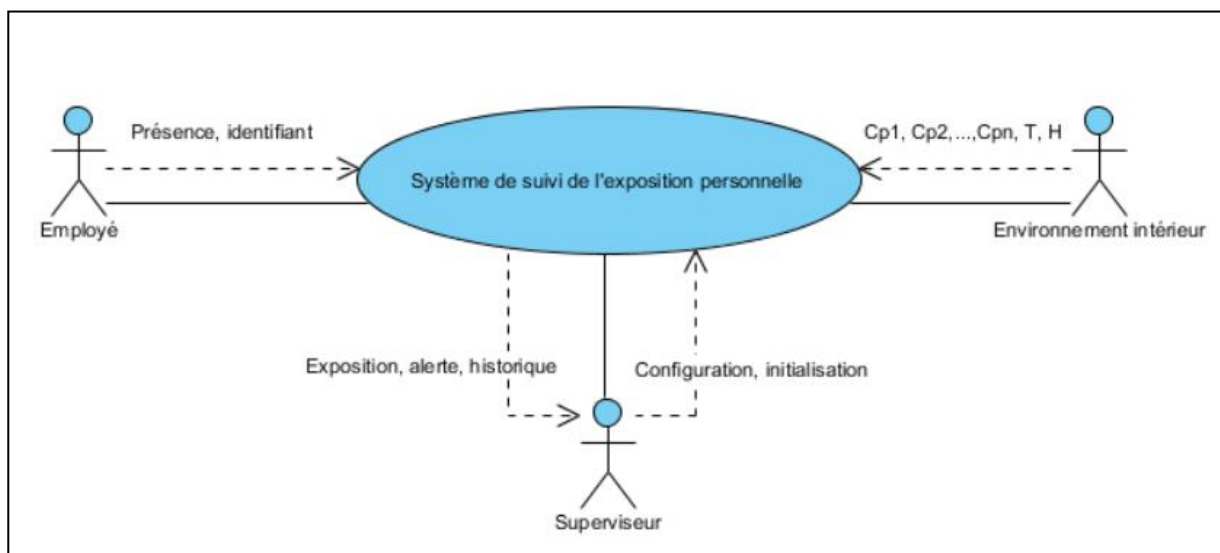 Présence, identifiant
Cp1, Cp2,...,Cpn, T, H
Système de suivi de l'exposition personnelle
Employé
Environnement intérieur
Exposition, alerte, historique
Configuration, initialisation
Superviseur